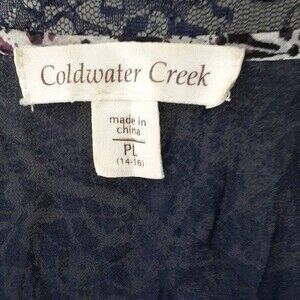 Coldwater Creek
made in
china
PL
(14-16)